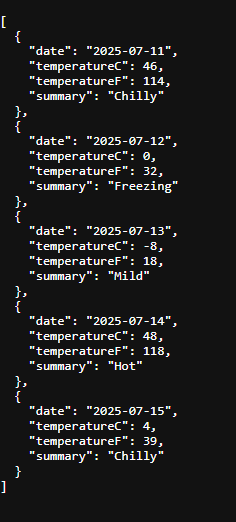 [
  {
    "date": "2025-07-11",
    "temperatureC": 46,
    "temperatureF": 114,
    "summary": "Chilly"
  },
  {
    "date": "2025-07-12",
    "temperatureC": 0,
    "temperatureF": 32,
    "summary": "Freezing"
  },
  {
    "date": "2025-07-13",
    "temperatureC": -8,
    "temperatureF": 18,
    "summary": "Mild"
  },
  {
    "date": "2025-07-14",
    "temperatureC": 48,
    "temperatureF": 118,
    "summary": "Hot"
  },
  {
    "date": "2025-07-15",
    "temperatureC": 4,
    "temperatureF": 39,
    "summary": "Chilly"
  }
]